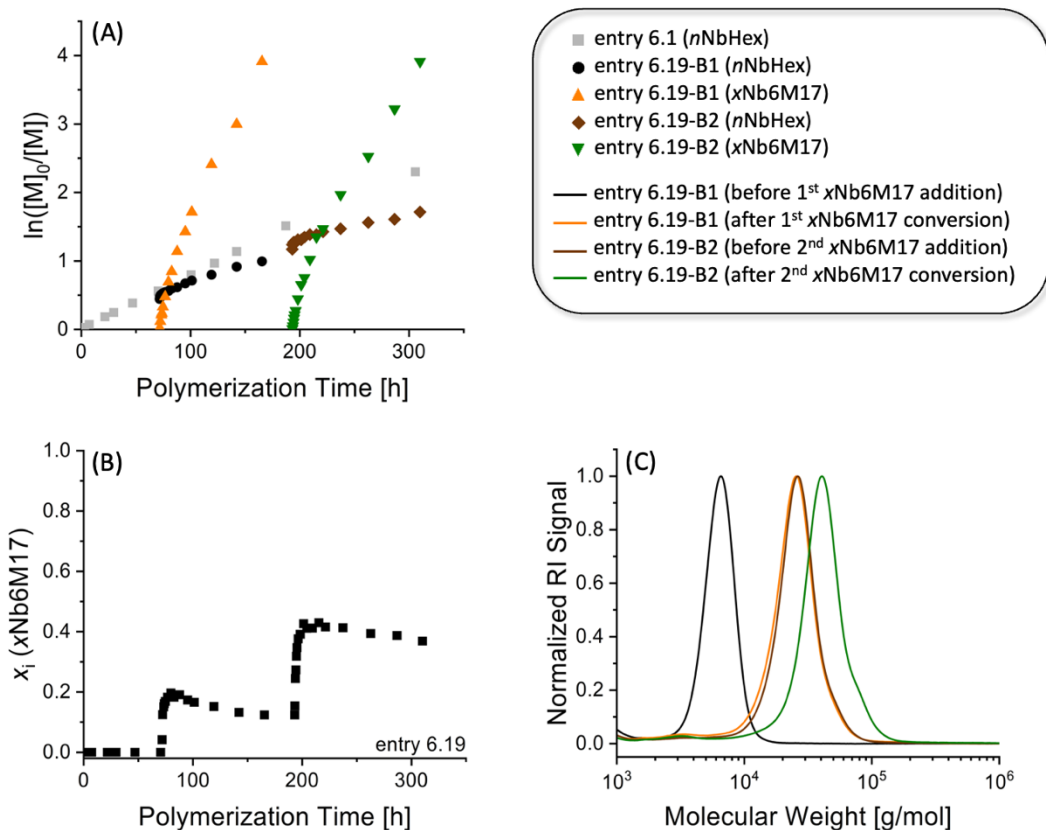 (A)
ln([M]0/[M])
4
3
2
1
0
0
100
200
300
Polymerization Time [h]
entry 6.1 (nNbHex)
entry 6.19-B1 (nNbHex)
entry 6.19-B1 (xNb6M17)
entry 6.19-B2 (nNbHex)
entry 6.19-B2 (xNb6M17)
entry 6.19-B1 (before 1st xNb6M17 addition)
entry 6.19-B1 (after 1st xNb6M17 conversion)
entry 6.19-B2 (before 2nd xNb6M17 addition)
entry 6.19-B2 (after 2nd xNb6M17 conversion)
(B)
xi (xNb6M17)
1.0
0.8
0.6
0.4
0.2
0.0
entry 6.19
0
100
200
300
Polymerization Time [h]
(C)
Normalized RI Signal
1.0
0.8
0.6
0.4
0.2
0.0
10³
10⁴
10⁵
10⁶
Molecular Weight [g/mol]